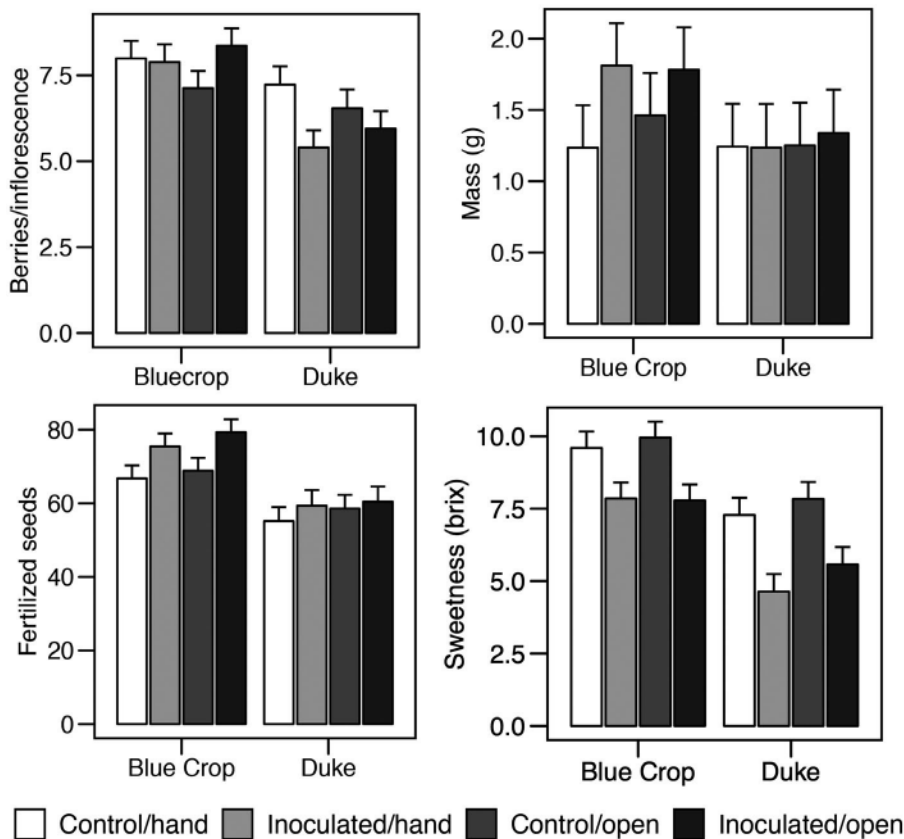 Berries/inflorescence
7.5
5.0
2.5
0.0
Bluecrop Duke
Mass (g)
2.0
1.5
1.0
0.5
0.0
Blue Crop Duke
Fertilized seeds
80
60
40
20
0
Blue Crop Duke
Sweetness (brix)
10.0
7.5
5.0
2.5
0.0
Blue Crop Duke
Control/hand Inoculated/hand Control/open Inoculated/open